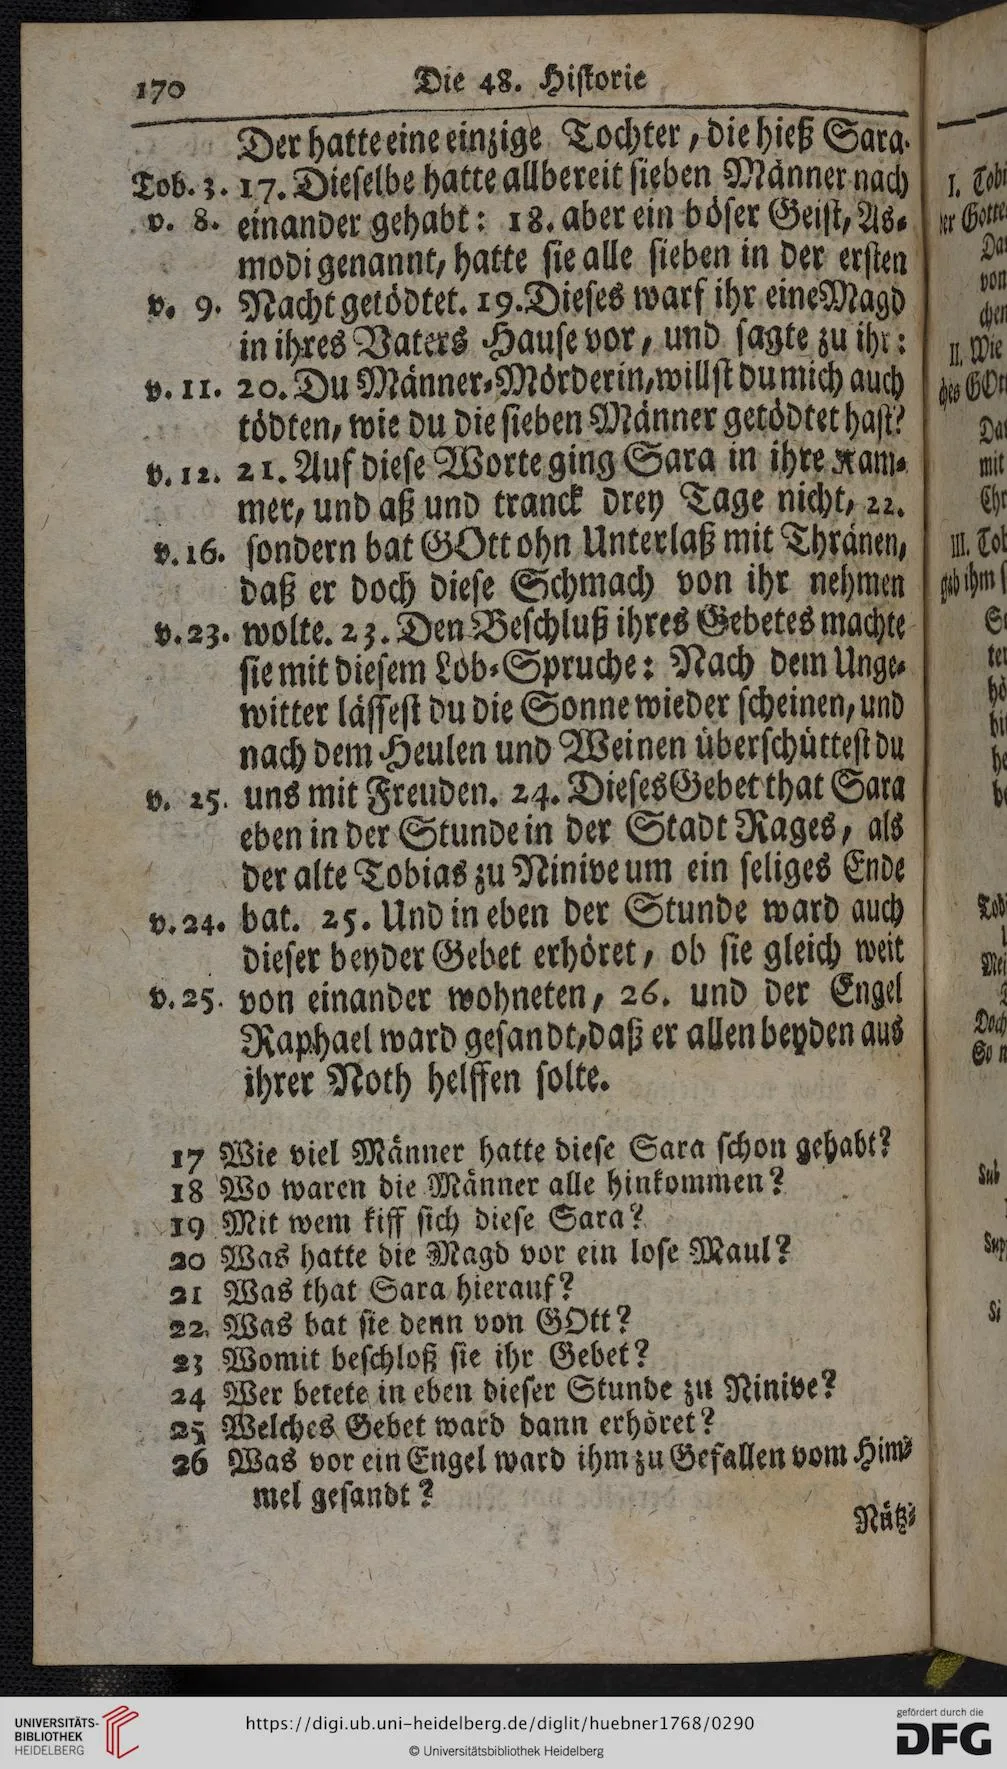 170 Die 48. Historie
Der hatte eine einzige Tochter, die hieß Sara.
Tob. 3. 17. Dieselbe hatte allbereit sieben Männer nach
v. 8. einander gehabt: 18. aber ein böser Geist, As-
modi genannt, hatte sie alle sieben in der ersten
v. 9. Nacht getödtet. 19. Dieses warf ihr eine Magd
in ihres Vaters Hause vor, und sagte zu ihr:
v. 11. 20. Du Männer-Mörderin, willst du mich auch
tödten, wie du die sieben Männer getödtet hast?
v. 12. 21. Auf diese Worte ging Sara in ihre Kam-
mer, und aß und tranck drey Tage nicht, 22.
v. 16. sondern bat GOtt ohn Unterlaß mit Thränen,
daß er doch diese Schmach von ihr nehmen
v. 23. wolte. 23. Den Beschluß ihres Gebetes machte
sie mit diesem Lob-Spruche: Nach dem Unge-
witter lässest du die Sonne wieder scheinen, und
nach dem Heulen und Weinen überschüttest du
v. 25. uns mit Freuden. 24. Dieses Gebet that Sara
eben in der Stunde in der Stadt Rages, als
der alte Tobias zu Ninive um ein seliges Ende
v. 24. bat. 25. Und in eben der Stunde ward auch
dieser beyder Gebet erhöret, ob sie gleich weit
v. 25. von einander wohneten, 26. und der Engel
Raphael ward gesandt, daß er allen beyden aus
ihrer Noth helffen solte.
17 Wie viel Männer hatte diese Sara schon gehabt?
18 Wo waren die Männer alle hinkommen?
19 Mit wem kiff sich diese Sara?
20 Was hatte die Magd vor ein lose Maul?
21 Was that Sara hierauf?
22. Was bat sie denn von GOtt?
23 Womit beschloß sie ihr Gebet?
24 Wer betete in eben dieser Stunde zu Ninive?
25 Welches Gebet ward dann erhöret?
26 Was vor ein Engel ward ihm zu Gefallen vom Him-
mel gesandt?
Nütz-
UNIVERSITÄTS-
BIBLIOTHEK
HEIDELBERG
https://digi.ub.uni-heidelberg.de/diglit/huebner1768/0290
© Universitätsbibliothek Heidelberg
gefördert durch die
DFG